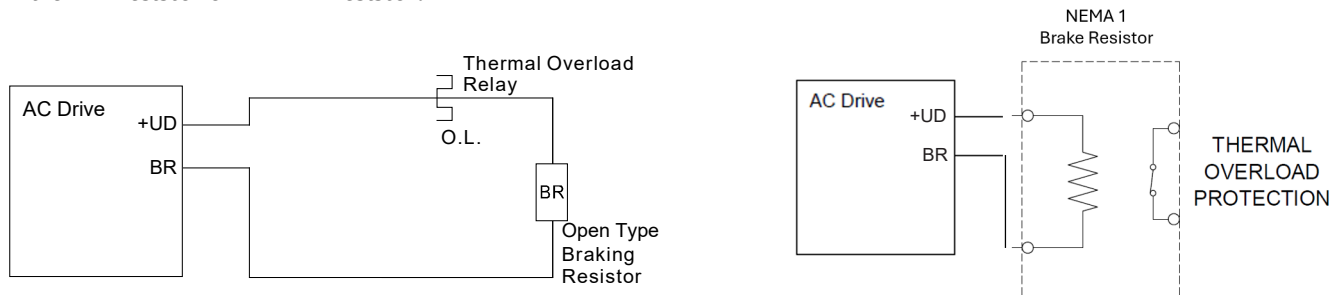 NEMA 1
Brake Resistor
Thermal Overload
Relay
AC Drive
+UD
O.L.
BR
BR
Open Type
Braking
Resistor
AC Drive
+UD
BR
THERMAL
OVERLOAD
PROTECTION